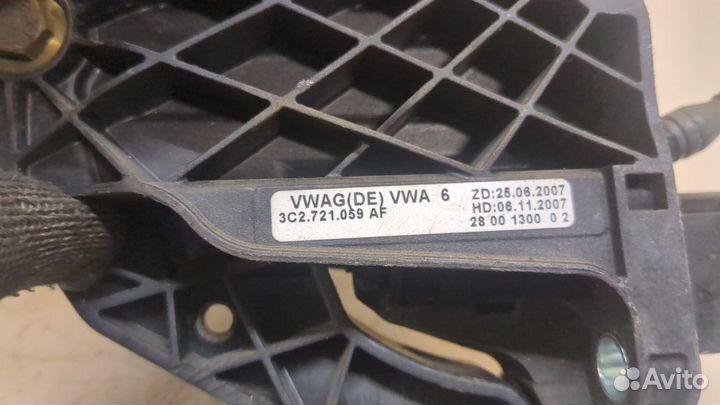 VWAG(DE) VWA 6
3C2.721.059 AF
ZD:25.06.2007
HD:06.11.2007
28 00 1300 0 2
Avito